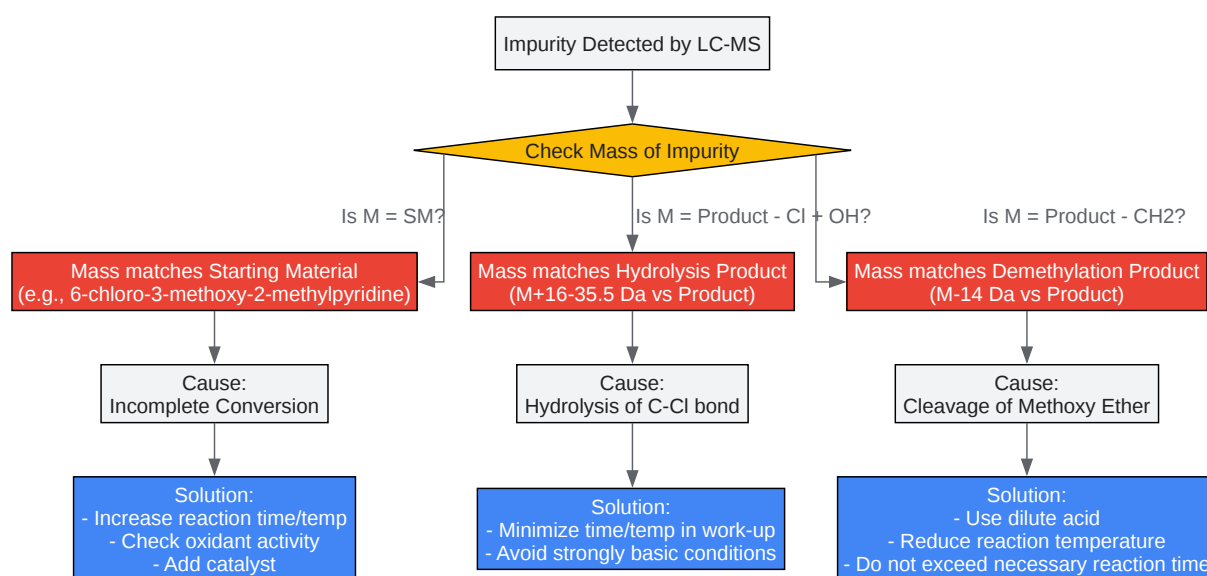 Impurity Detected by LC-MS
Check Mass of Impurity
Is M = SM?
Is M = Product - Cl + OH?
Is M = Product - CH2?
Mass matches Starting Material
(e.g., 6-chloro-3-methoxy-2-methylpyridine)
Mass matches Hydrolysis Product
(M+16-35.5 Da vs Product)
Mass matches Demethylation Product
(M-14 Da vs Product)
Cause:
Incomplete Conversion
Cause:
Hydrolysis of C-Cl bond
Cause:
Cleavage of Methoxy Ether
Solution:
- Increase reaction time/temp
- Check oxidant activity
- Add catalyst
Solution:
- Minimize time/temp in work-up
- Avoid strongly basic conditions
Solution:
- Use dilute acid
- Reduce reaction temperature
- Do not exceed necessary reaction time